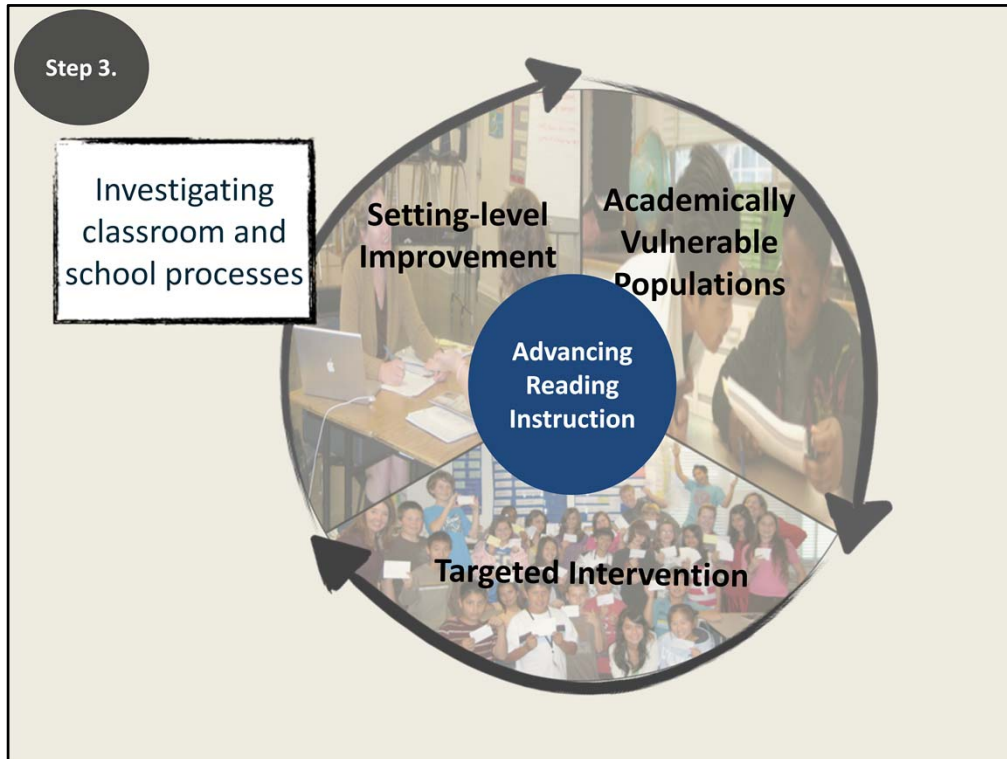 Step 3.
Investigating
classroom and
school processes
Setting-level
Improvement
Academically
Vulnerable
Populations
Advancing
Reading
Instruction
Targeted Intervention